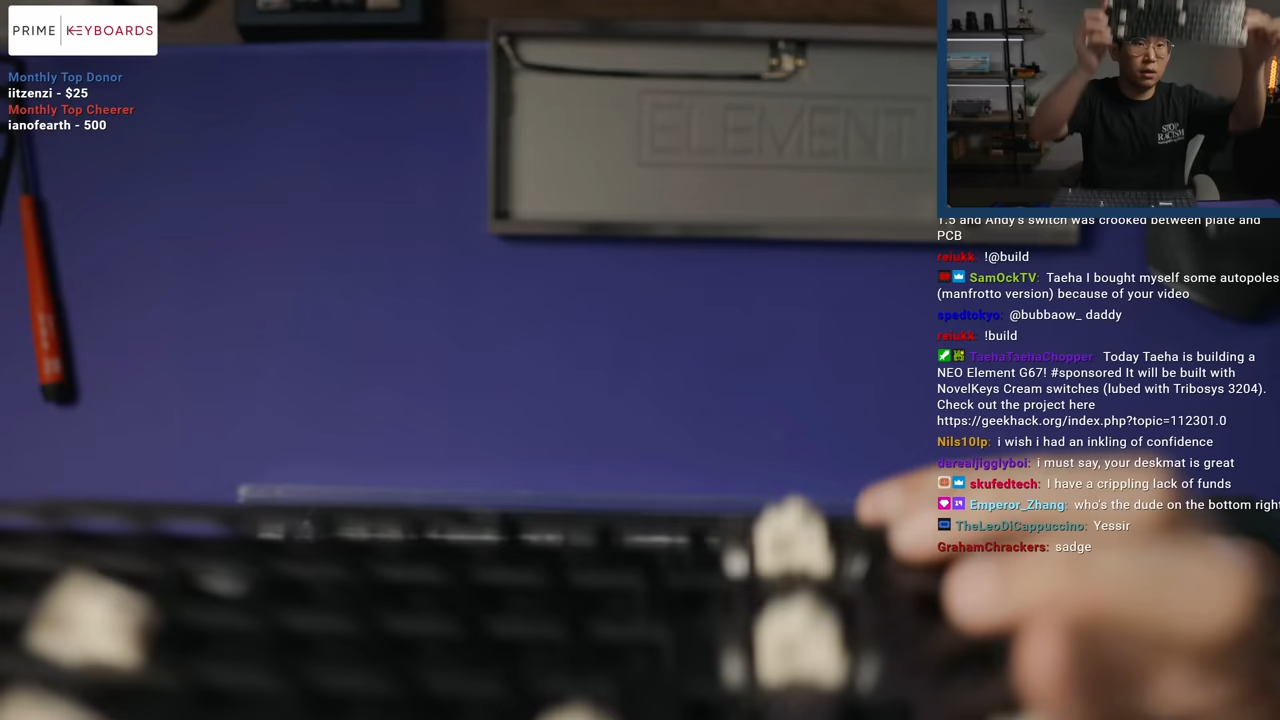 PRIME | KEYBOARDS
Monthly Top Donor
iitzenzi - $25
Monthly Top Cheerer
ianofearth - 500
ELEMENT
STOP
RACISM
1.5 and Andy's switch was crooked between plate and
PCB
reiukk: !@build
SamOckTV: Taeha I bought myself some autopoles
(manfrotto version) because of your video
spedtokyo: @bubbaow_ daddy
reiukk: !build
TaehaTaehaChopper: Today Taeha is building a
NEO Element G67! #sponsored It will be built with
NovelKeys Cream switches (lubed with Tribosys 3204).
Check out the project here
https://geekhack.org/index.php?topic=112301.0
Nils10lp: i wish i had an inkling of confidence
darealjigglyboi: i must say, your deskmat is great
skufedtech: I have a crippling lack of funds
Emperor_Zhang: who's the dude on the bottom right
TheLeoDiCappuccino: Yessir
GrahamChrackers: sadge